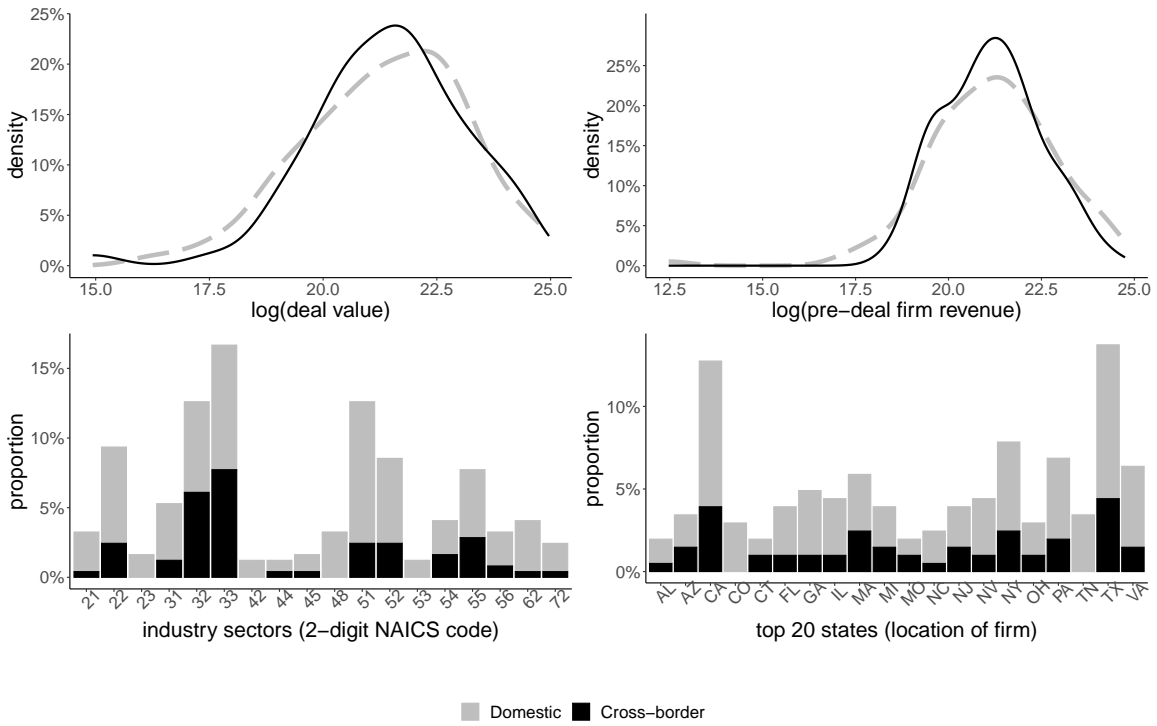 25%
20%
15%
10%
5%
0%
density
15.0 17.5 20.0 22.5 25.0
log(deal value)
25%
20%
15%
10%
5%
0%
density
12.5 15.0 17.5 20.0 22.5 25.0
log(pre−deal firm revenue)
15%
10%
5%
0%
proportion
21 22 23 31 32 33 42 44 45 48 51 52 53 54 55 56 62 72
industry sectors (2−digit NAICS code)
10%
5%
0%
proportion
AL AZ CA CO CT FL GA IL MA MI MO NC NJ NV NY OH PA TN TX VA
top 20 states (location of firm)
Domestic Cross−border